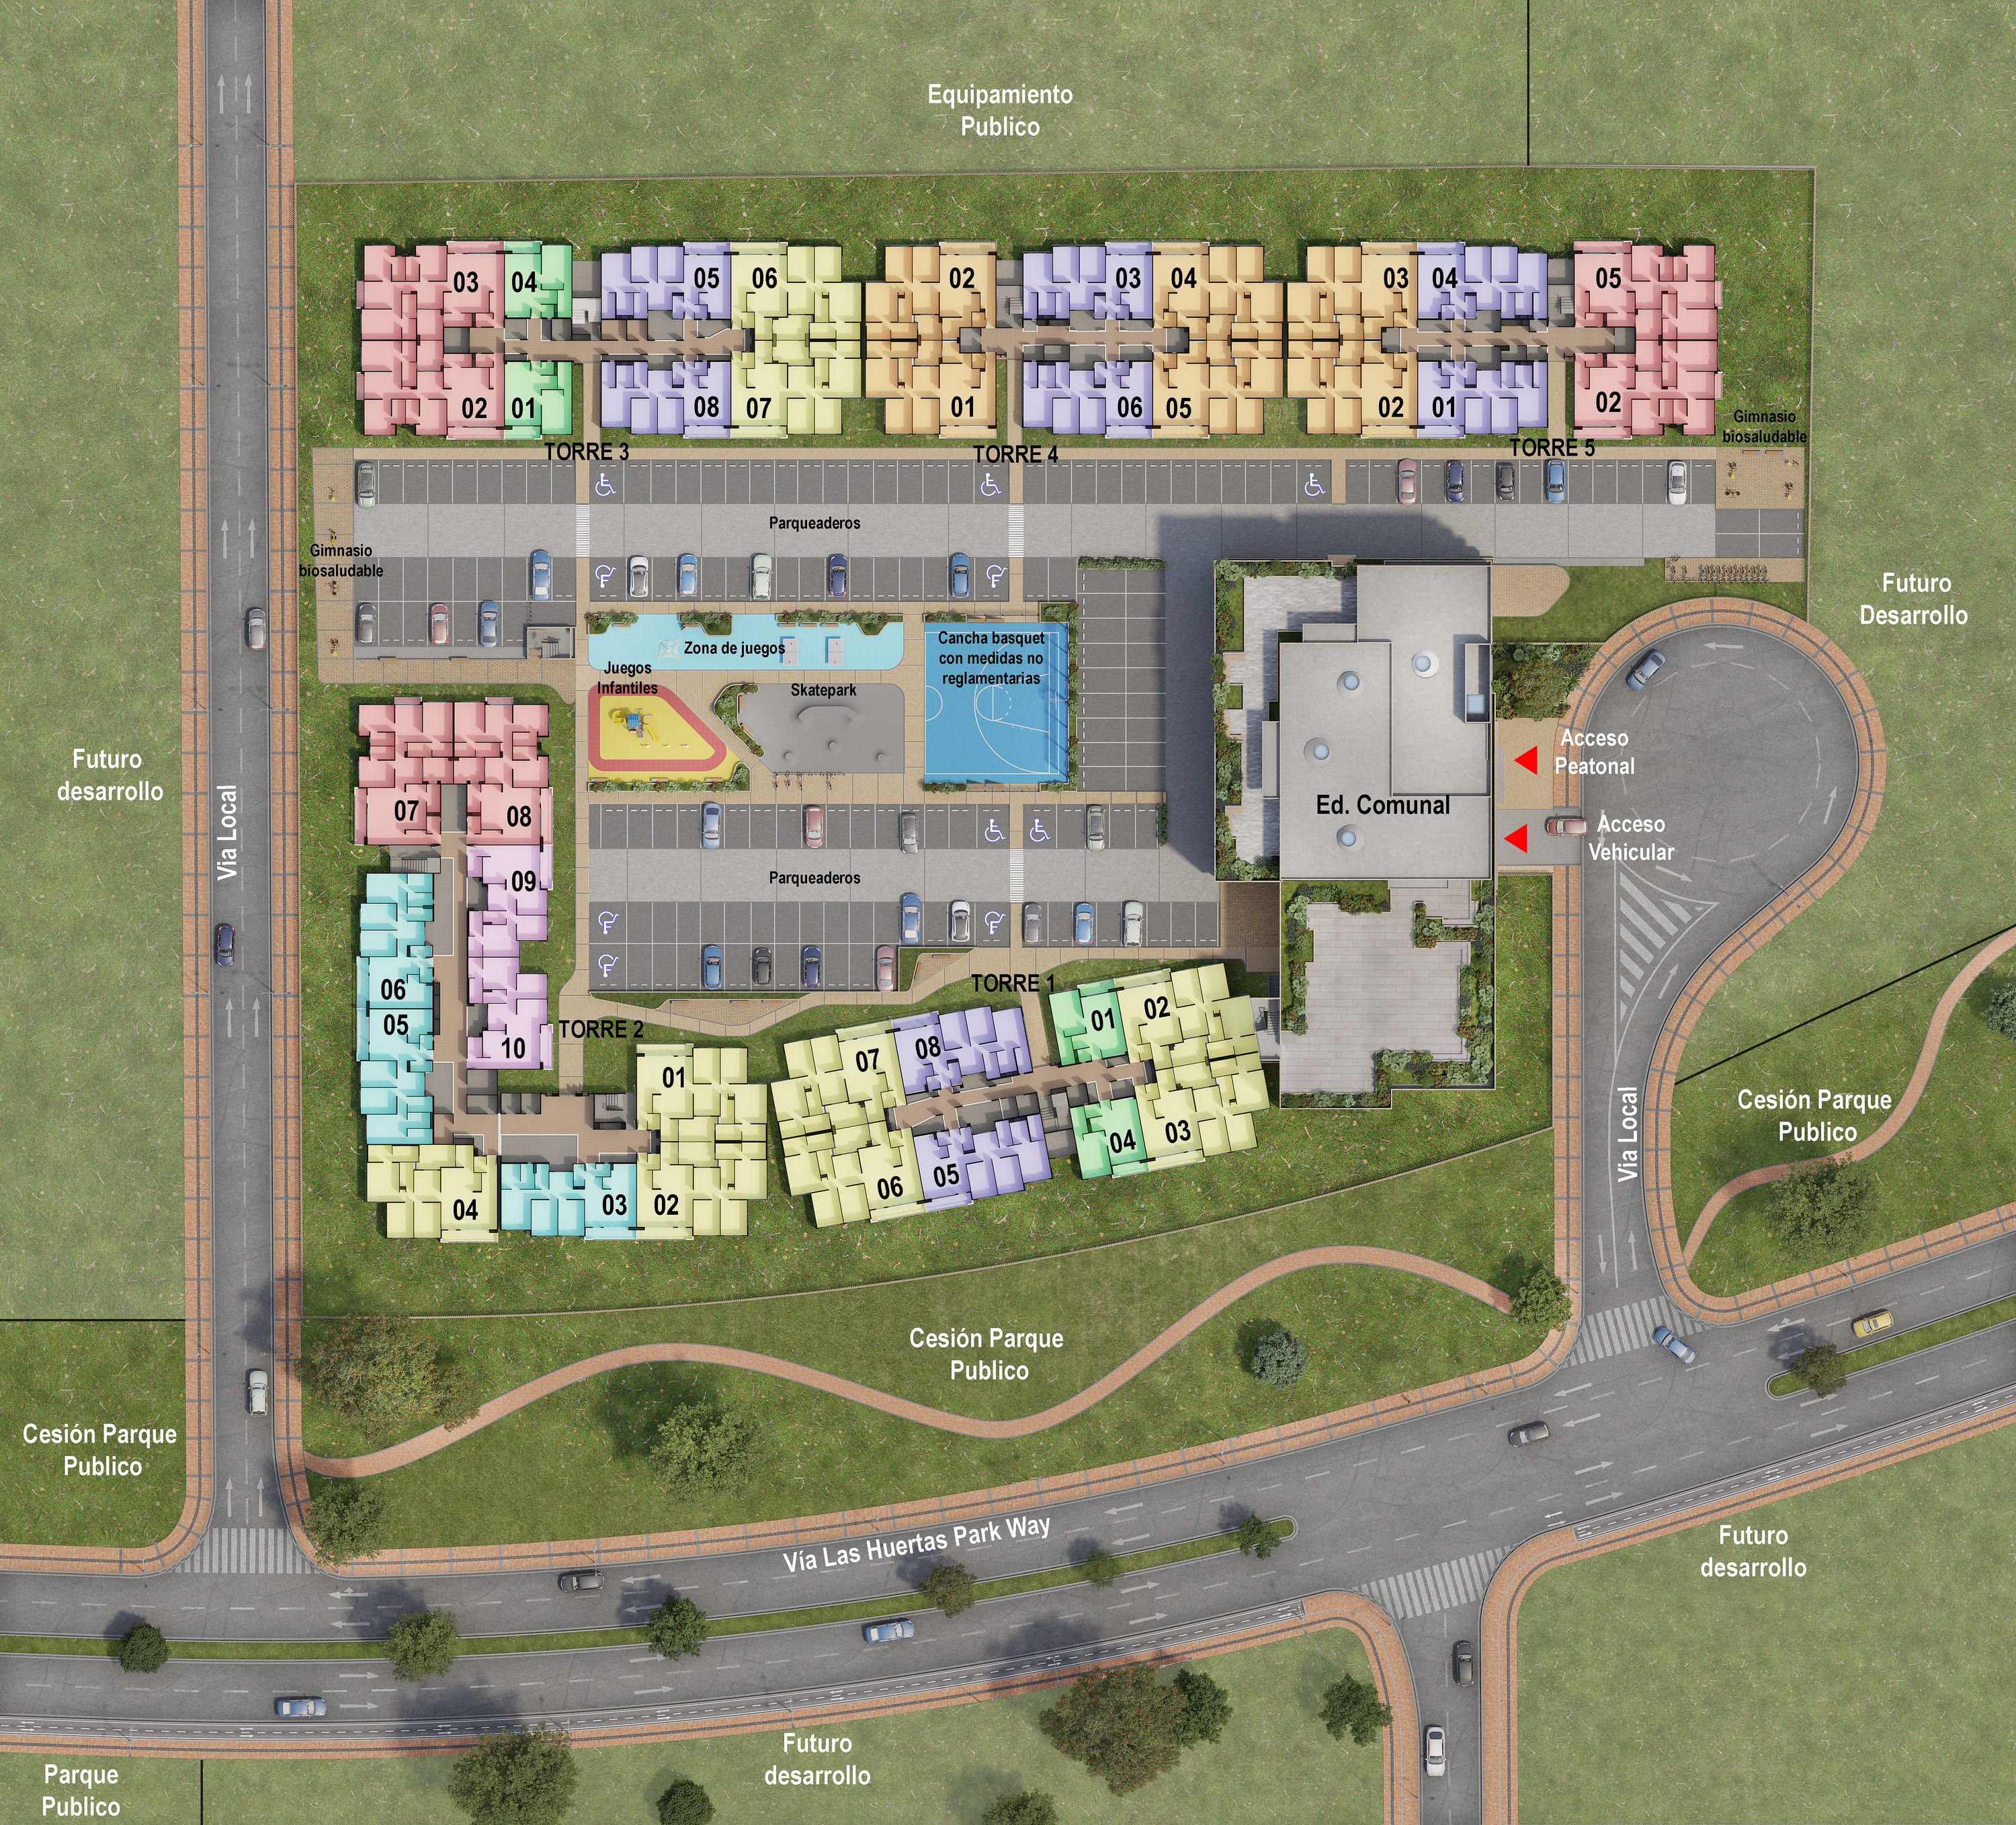 Equipamiento
Publico
03
04
05
06
02
03
04
03
04
05
02
01
08
07
01
06
05
02
01
02
Gimnasio
biosaludable
TORRE 3
TORRE 4
TORRE 5
Parqueaderos
Gimnasio
biosaludable
Futuro
Desarrollo
Zona de juegos
Cancha basquet
con medidas no
reglamentarias
Juegos
Infantiles
Skatepark
Futuro
desarrollo
Via Local
Acceso
Peatonal
Ed. Comunal
Acceso
Vehicular
07
08
09
Parqueaderos
06
05
10
TORRE 1
TORRE 2
01
02
01
07
08
04
03
02
06
05
04
03
Via Local
Cesión Parque
Publico
Cesión Parque
Publico
Cesión Parque
Publico
Vía Las Huertas Park Way
Futuro
desarrollo
Futuro
desarrollo
Parque
Publico